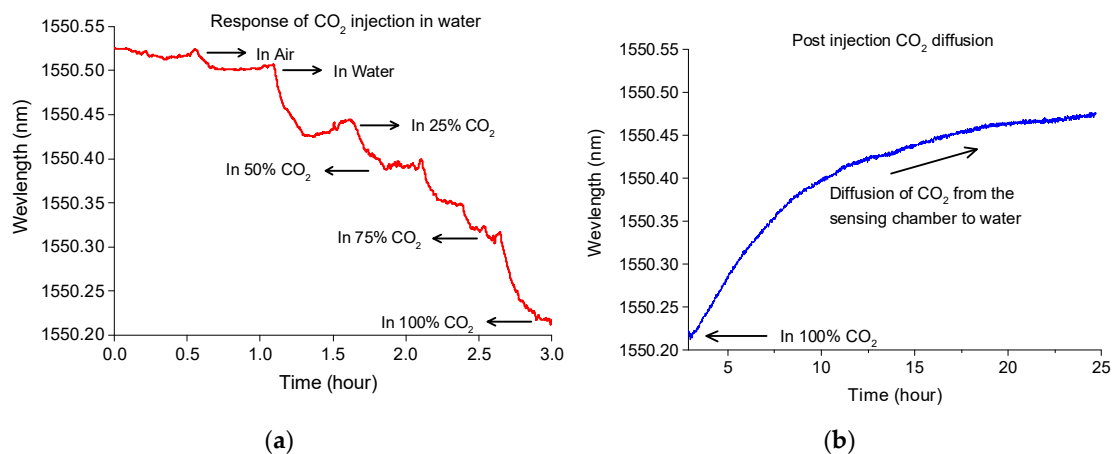 Response of CO₂ injection in water
1550.55
1550.50
1550.45
1550.40
1550.35
1550.30
1550.25
1550.20
Wevlength (nm)
In Air
In Water
In 25% CO₂
In 50% CO₂
In 75% CO₂
In 100% CO₂
0.0 0.5 1.0 1.5 2.0 2.5 3.0
Time (hour)
(a)
Post injection CO₂ diffusion
1550.55
1550.50
1550.45
1550.40
1550.35
1550.30
1550.25
1550.20
Wevlength (nm)
Diffusion of CO₂ from the
sensing chamber to water
In 100% CO₂
5 10 15 20 25
Time (hour)
(b)